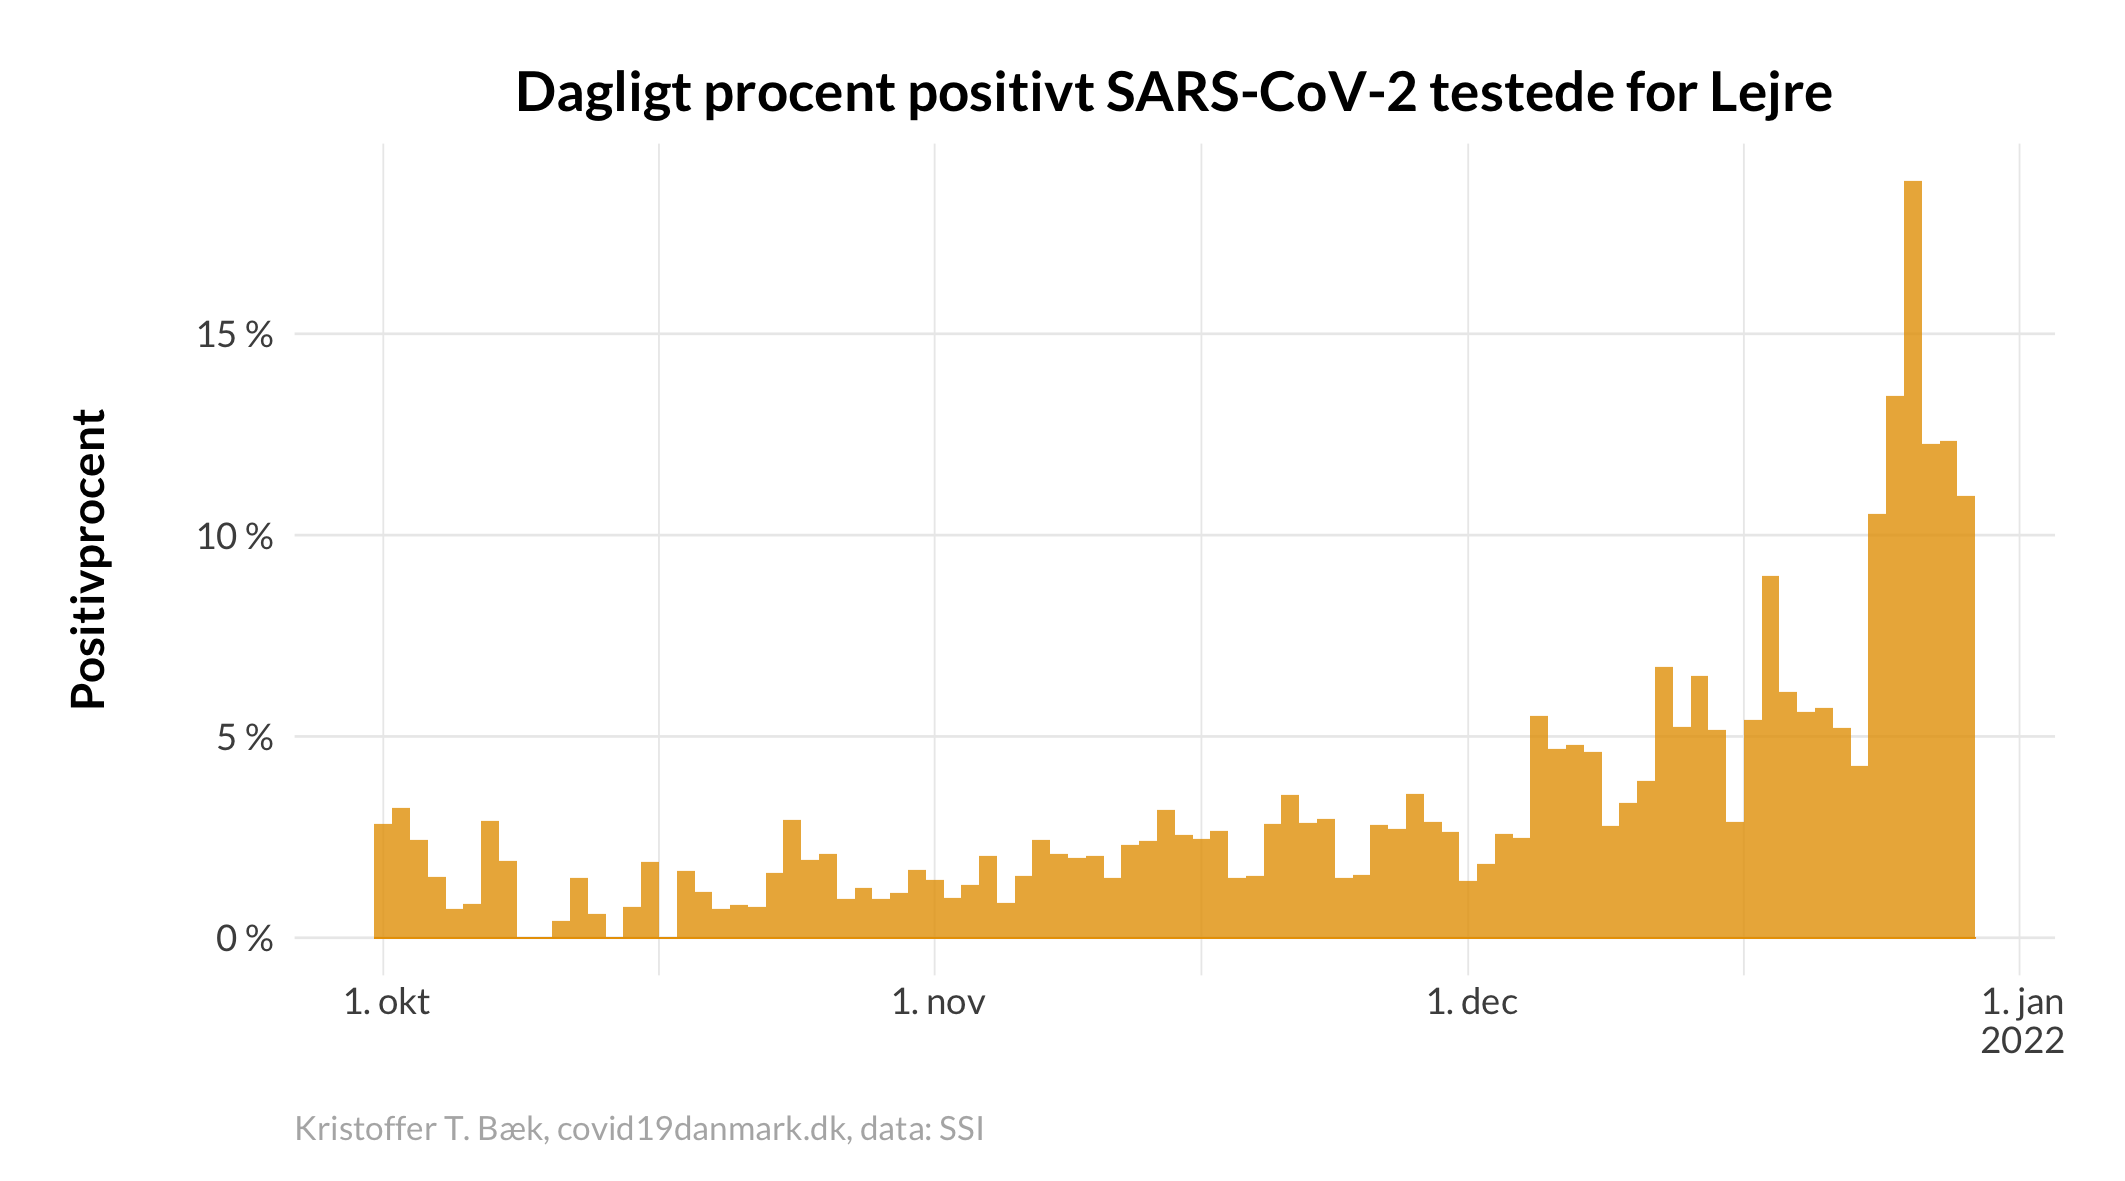 Dagligt procent positivt SARS-CoV-2 testede for Lejre
Positivprocent
15 %
10 %
5 %
0 %
1. okt
1. nov
1. dec
1. jan
2022
Kristoffer T. Bæk, covid19danmark.dk, data: SSI